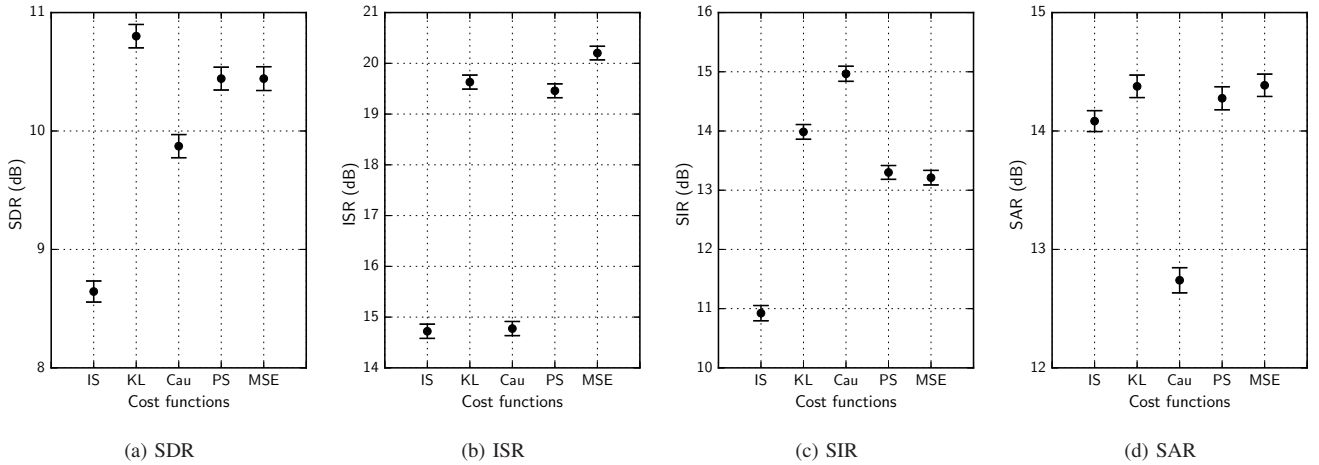 11
10
9
8
SDR (dB)
IS KL Cau PS MSE
Cost functions
(a) SDR
21
20
19
18
17
16
15
14
ISR (dB)
IS KL Cau PS MSE
Cost functions
(b) ISR
16
15
14
13
12
11
10
SIR (dB)
IS KL Cau PS MSE
Cost functions
(c) SIR
15
14
13
12
SAR (dB)
IS KL Cau PS MSE
Cost functions
(d) SAR